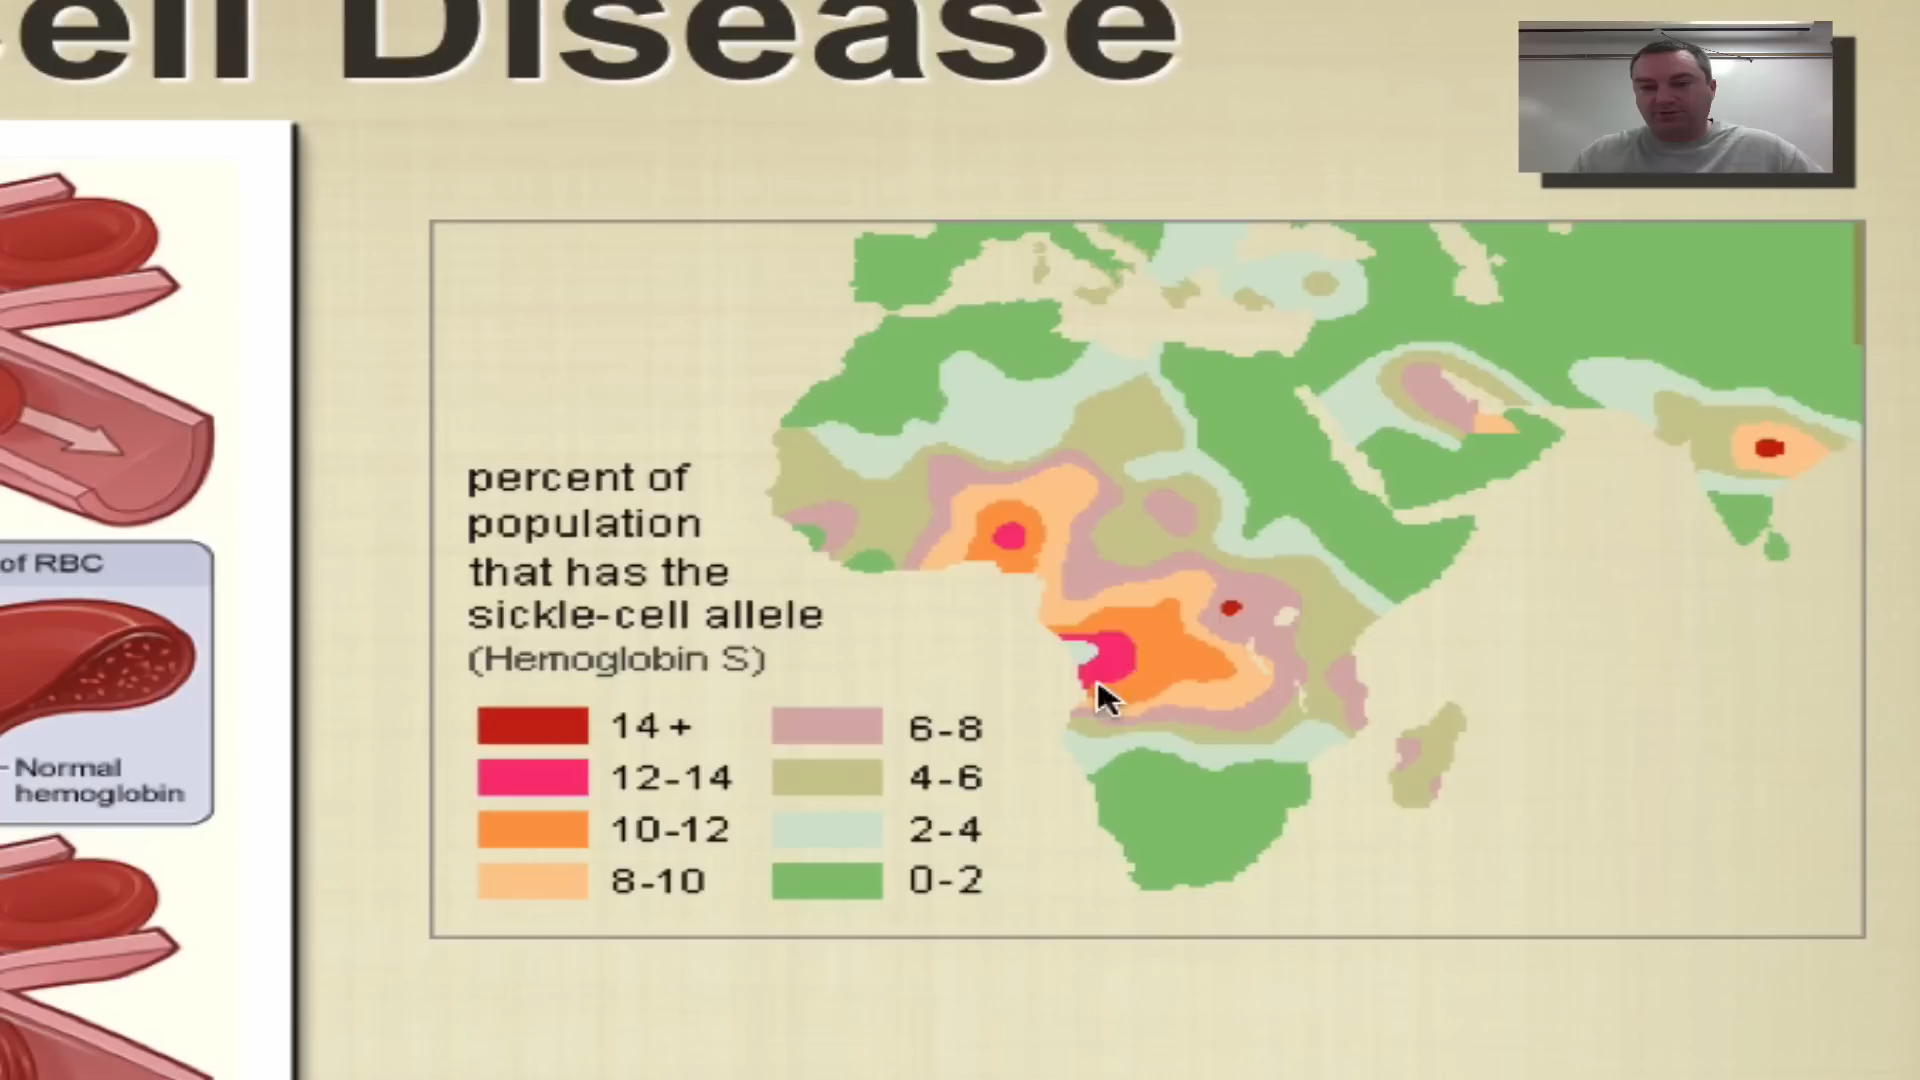 ell Disease
percent of
population
that has the
sickle-cell allele
(Hemoglobin S)
14+
12-14
10-12
8-10
6-8
4-6
2-4
0-2
of RBC
Normal
hemoglobin